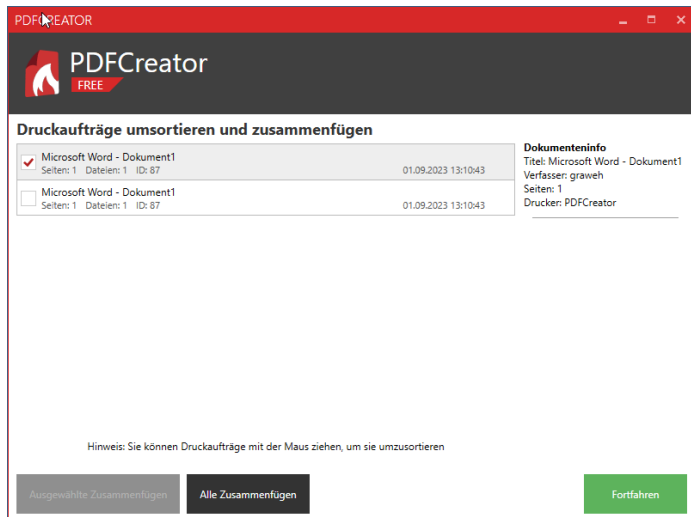 PDFCREATOR
PDFCreator
FREE
Druckaufträge umsortieren und zusammenfügen
Microsoft Word - Dokument1
Seiten: 1 Dateien: 1 ID: 87 01.09.2023 13:10:43
Microsoft Word - Dokument1
Seiten: 1 Dateien: 1 ID: 87 01.09.2023 13:10:43
Dokumenteninfo
Titel: Microsoft Word - Dokument1
Verfasser: graweh
Seiten: 1
Drucker: PDFCreator
Hinweis: Sie können Druckaufträge mit der Maus ziehen, um sie umzusortieren
Ausgewählte Zusammenfügen Alle Zusammenfügen Fortfahren